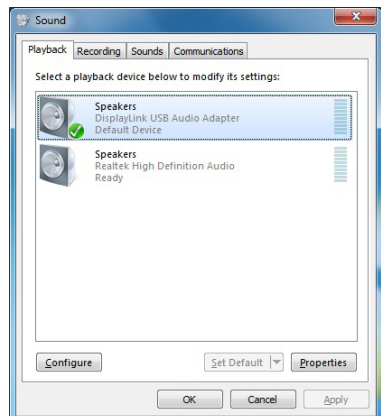 Sound
Playback Recording Sounds Communications
Select a playback device below to modify its settings:
Speakers
DisplayLink USB Audio Adapter
Default Device
Speakers
Realtek High Definition Audio
Ready
Configure Set Default Properties
OK Cancel Apply